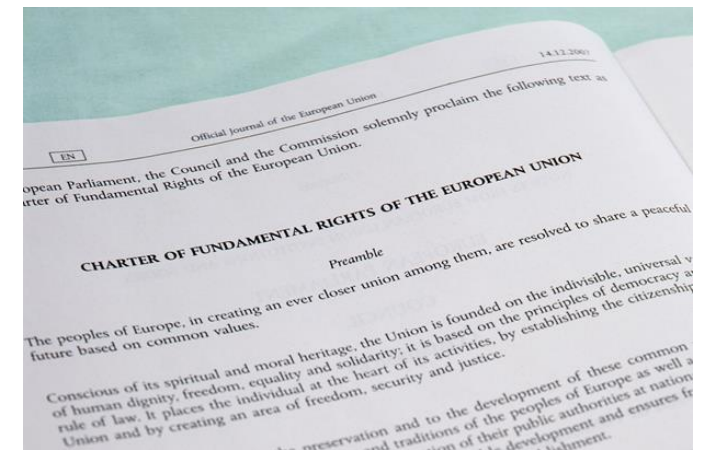 14.12.2007
Official Journal of the European Union
EN
opean Parliament, the Council and the Commission solemnly proclaim the following text as
rter of Fundamental Rights of the European Union.
CHARTER OF FUNDAMENTAL RIGHTS OF THE EUROPEAN UNION
Preamble
The peoples of Europe, in creating an ever closer union among them, are resolved to share a peaceful
future based on common values.
Conscious of its spiritual and moral heritage, the Union is founded on the indivisible, universal v
of human dignity, freedom, equality and solidarity; it is based on the principles of democracy a
rule of law. It places the individual at the heart of its activities, by establishing the citizenship
Union and by creating an area of freedom, security and justice.
preservation and to the development of these common
and traditions of the peoples of Europe as well a
of their public authorities at nation
development and ensures fr